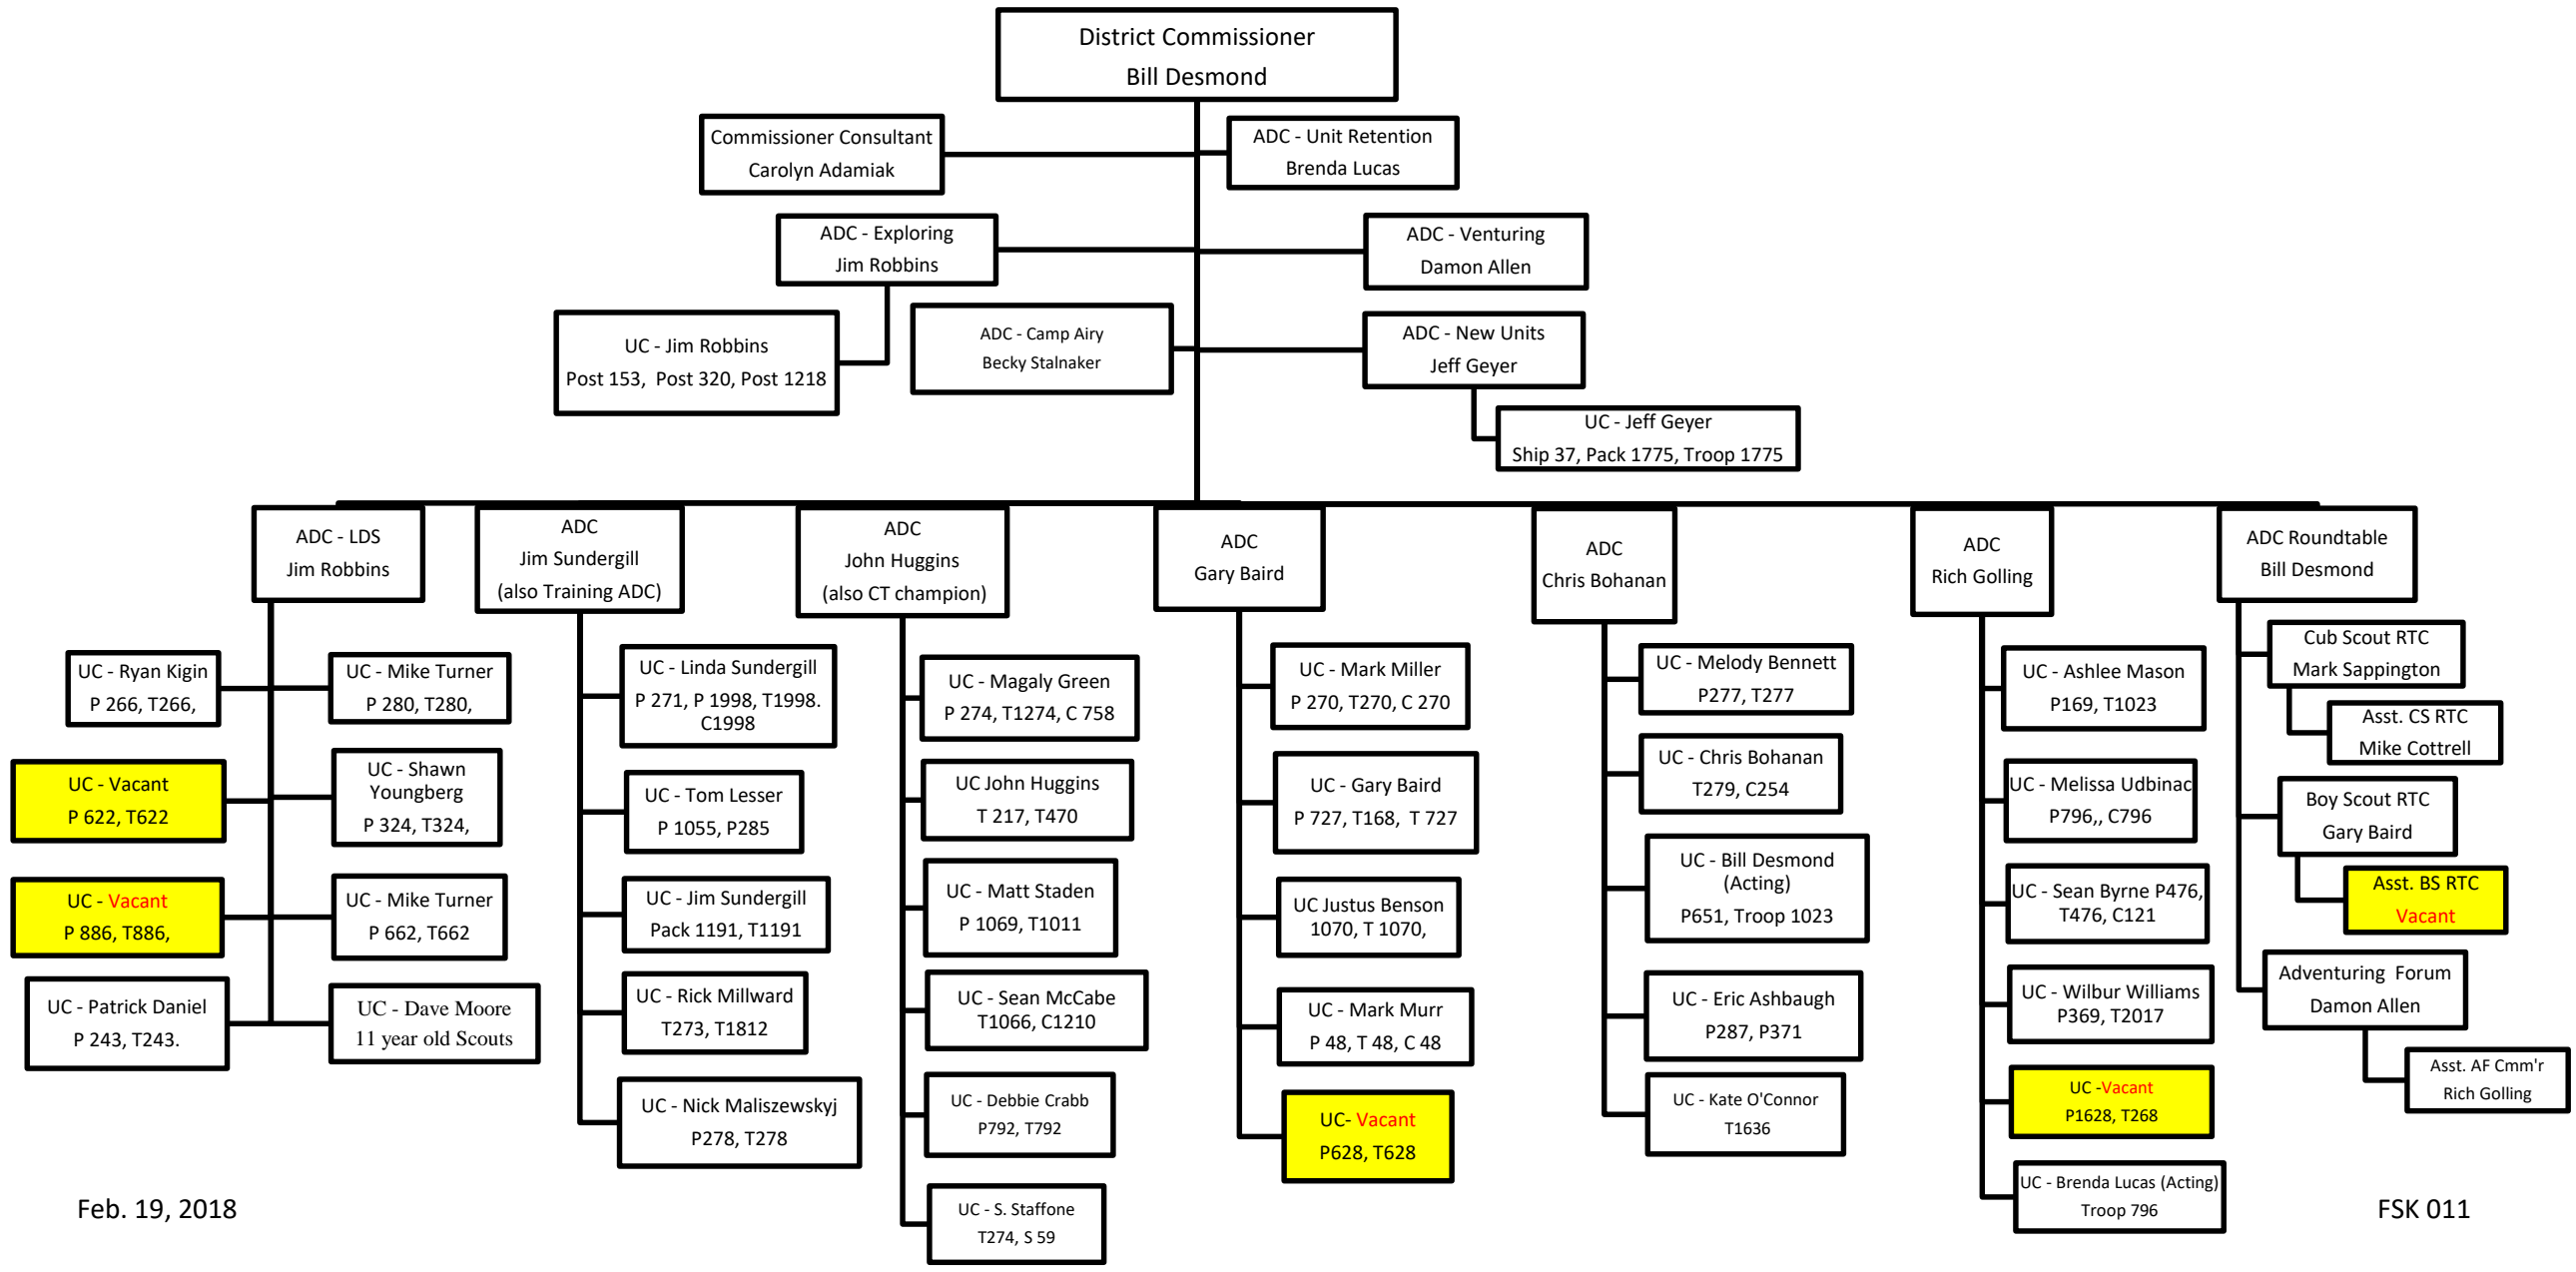 District Commissioner
Bill Desmond
Commissioner Consultant
Carolyn Adamiak
ADC - Unit Retention
Brenda Lucas
ADC - Exploring
Jim Robbins
ADC - Venturing
Damon Allen
UC - Jim Robbins
Post 153, Post 320, Post 1218
ADC - Camp Airy
Becky Stalnaker
ADC - New Units
Jeff Geyer
UC - Jeff Geyer
Ship 37, Pack 1775, Troop 1775
ADC - LDS
Jim Robbins
UC - Ryan Kigin
P 266, T266,
UC - Mike Turner
P 280, T280,
UC - Vacant
P 622, T622
UC - Shawn
Youngberg
P 324, T324,
UC - Vacant
P 886, T886,
UC - Mike Turner
P 662, T662
UC - Patrick Daniel
P 243, T243.
UC - Dave Moore
11 year old Scouts
ADC
Jim Sundergill
(also Training ADC)
UC - Linda Sundergill
P 271, P 1998, T1998.
C1998
UC - Tom Lesser
P 1055, P285
UC - Jim Sundergill
Pack 1191, T1191
UC - Rick Millward
T273, T1812
UC - Nick Maliszewskyj
P278, T278
ADC
John Huggins
(also CT champion)
UC - Magaly Green
P 274, T1274, C 758
UC John Huggins
T 217, T470
UC - Matt Staden
P 1069, T1011
UC - Sean McCabe
T1066, C1210
UC - Debbie Crabb
P792, T792
UC - S. Staffone
T274, S 59
ADC
Gary Baird
UC - Mark Miller
P 270, T270, C 270
UC - Gary Baird
P 727, T168, T 727
UC Justus Benson
1070, T 1070,
UC - Mark Murr
P 48, T 48, C 48
UC- Vacant
P628, T628
ADC
Chris Bohanan
UC - Melody Bennett
P277, T277
UC - Chris Bohanan
T279, C254
UC - Bill Desmond
(Acting)
P651, Troop 1023
UC - Eric Ashbaugh
P287, P371
UC - Kate O'Connor
T1636
ADC
Rich Golling
UC - Ashlee Mason
P169, T1023
UC - Melissa Udbinac
P796,, C796
UC - Sean Byrne P476,
T476, C121
UC - Wilbur Williams
P369, T2017
UC -Vacant
P1628, T268
UC - Brenda Lucas (Acting)
Troop 796
ADC Roundtable
Bill Desmond
Cub Scout RTC
Mark Sappington
Asst. CS RTC
Mike Cottrell
Boy Scout RTC
Gary Baird
Asst. BS RTC
Vacant
Adventuring Forum
Damon Allen
Asst. AF Cmm'r
Rich Golling
Feb. 19, 2018
FSK 011